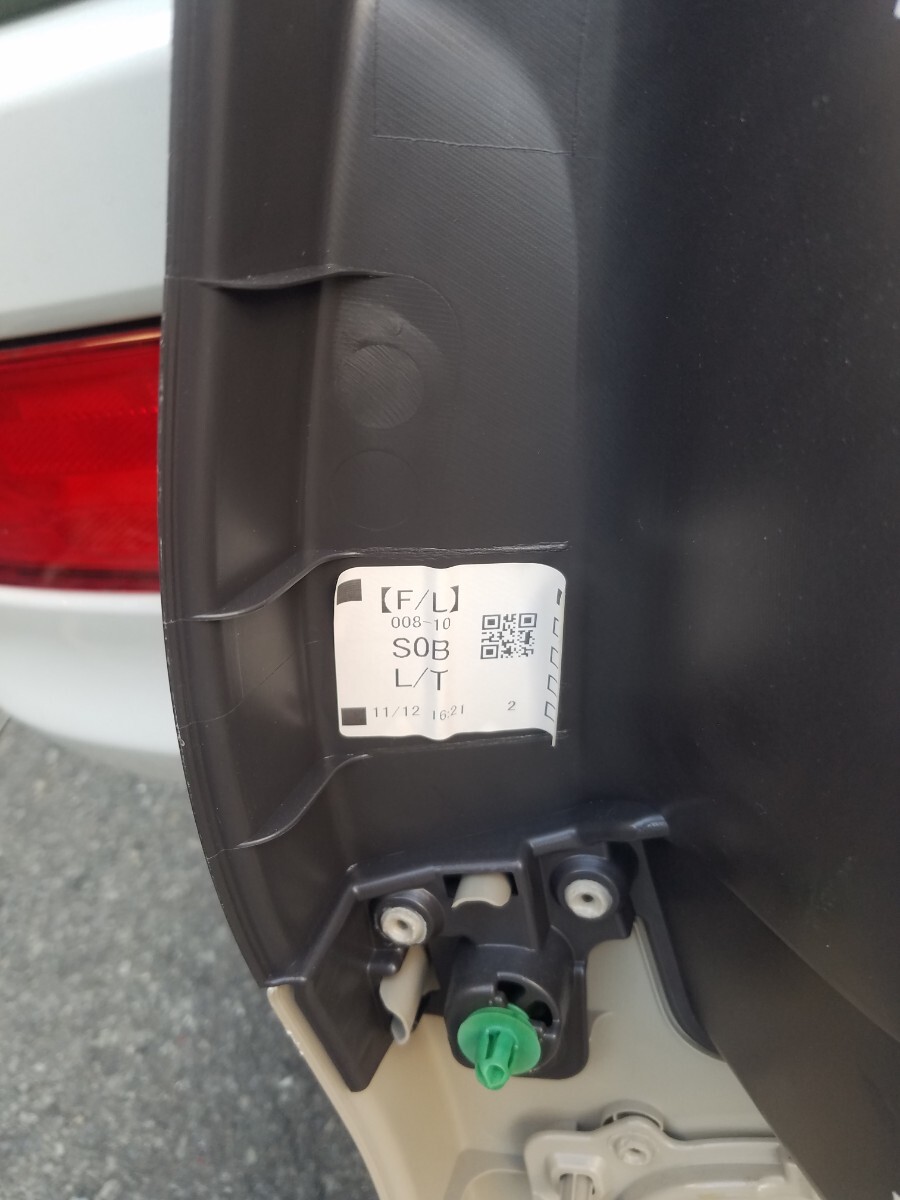 【F/L】
008-10
S0B
L/T
11/12 16:21 2